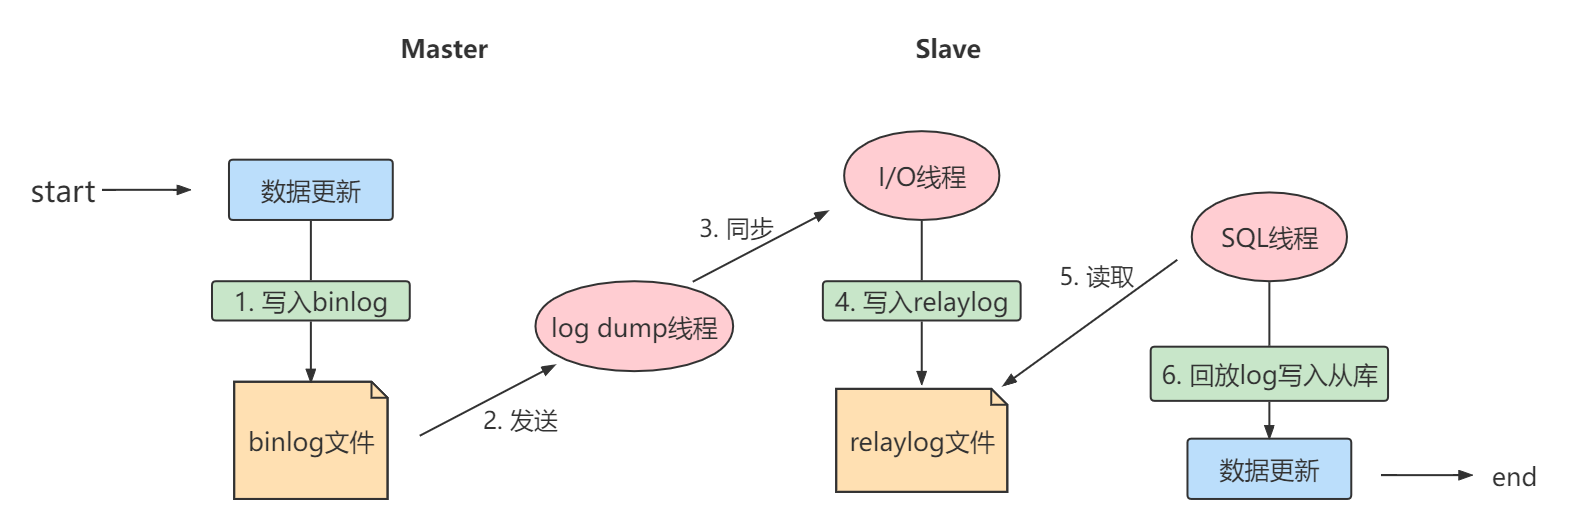 Master
Slave
start
数据更新
1. 写入binlog
binlog文件
2. 发送
log dump线程
3. 同步
I/O线程
4. 写入relaylog
relaylog文件
5. 读取
SQL线程
6. 回放log写入从库
数据更新
end